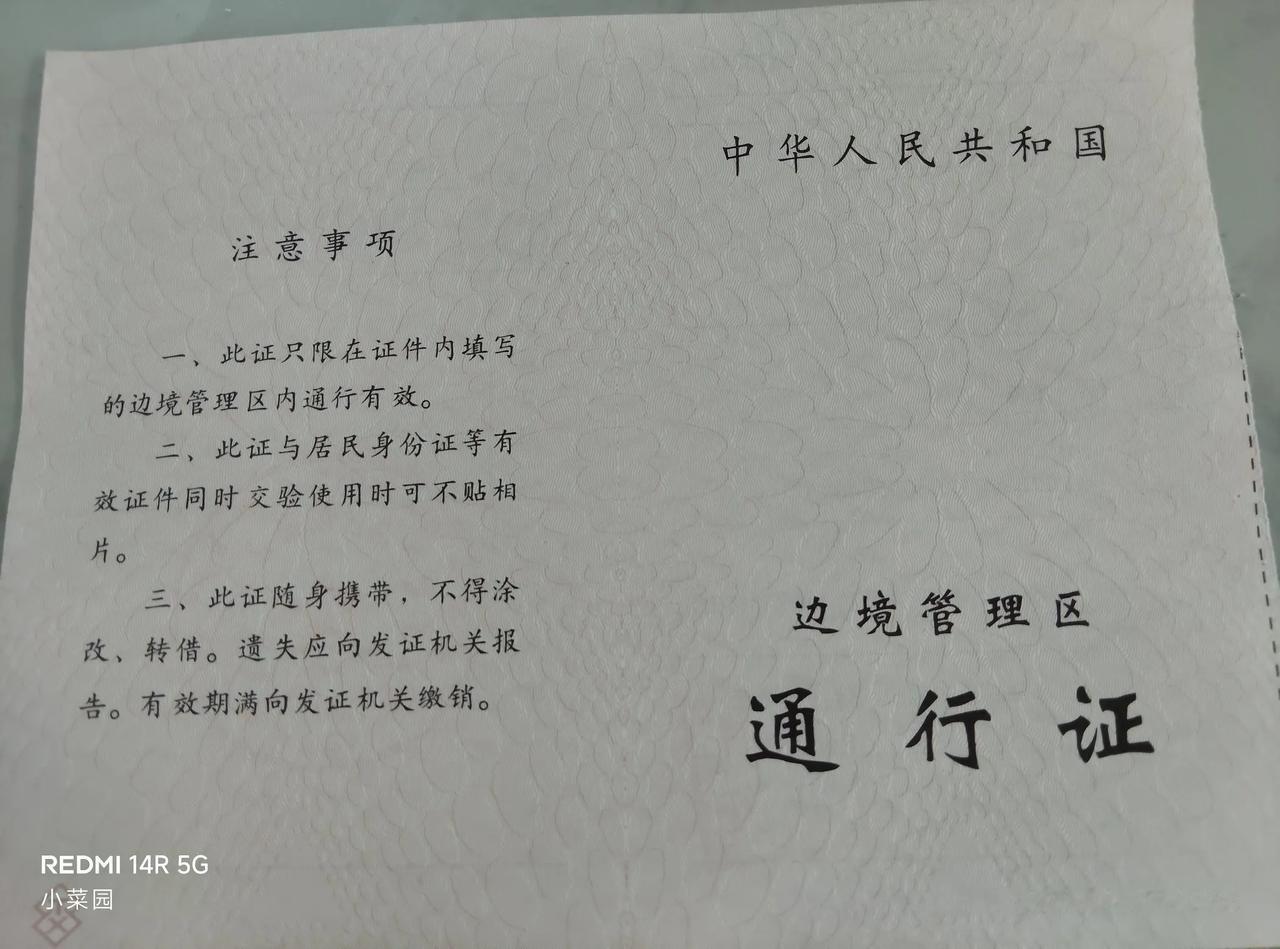 中华人民共和国
注意事项
一、此证只限在证件内填写
的边境管理区内通行有效。
二、此证与居民身份证等有
效证件同时交验使用时可不贴相
片。
三、此证随身携带，不得涂
改、转借。遗失应向发证机关报
告。有效期满向发证机关缴销。
边境管理区
通行证
REDMI 14R 5G
小菜园